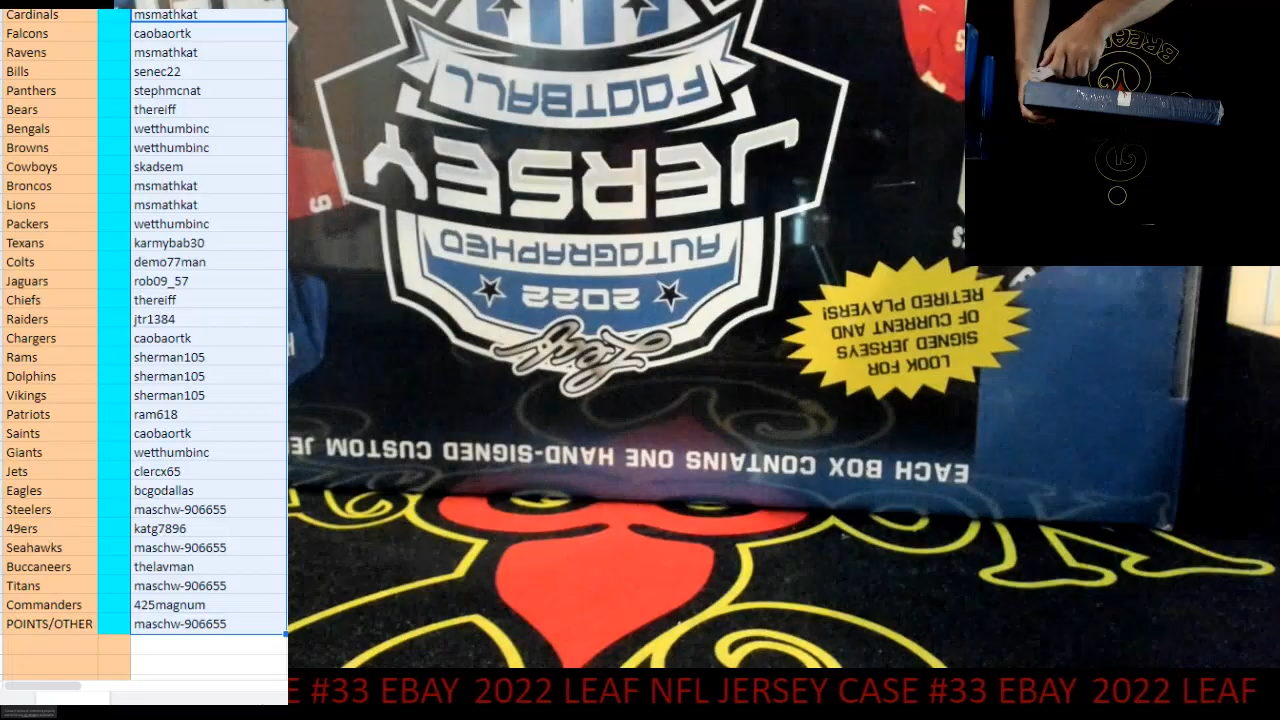 Cardinals msmathkat
Falcons caobaortk
Ravens msmathkat
Bills senec22
Panthers stephmcnat
Bears thereiff
Bengals wetthumbinc
Browns wetthumbinc
Cowboys skadsem
Broncos msmathkat
Lions msmathkat
Packers wetthumbinc
Texans karmybab30
Colts demo77man
Jaguars rob09_57
Chiefs thereiff
Raiders jtr1384
Chargers caobaortk
Rams sherman105
Dolphins sherman105
Vikings sherman105
Patriots ram618
Saints caobaortk
Giants wetthumbinc
Jets clercx65
Eagles bcgodallas
Steelers maschw-906655
49ers katg7896
Seahawks maschw-906655
Buccaneers thelavman
Titans maschw-906655
Commanders 425magnum
POINTS/OTHER maschw-906655
Leaf
2022
AUTOGRAPHED
JERSEY
FOOTBALL
LOOK FOR
SIGNED JERSEYS
OF CURRENT AND
RETIRED PLAYERS!
EACH BOX CONTAINS ONE HAND-SIGNED CUSTOM JE
E #33 EBAY 2022 LEAF NFL JERSEY CASE #33 EBAY 2022 LEAF